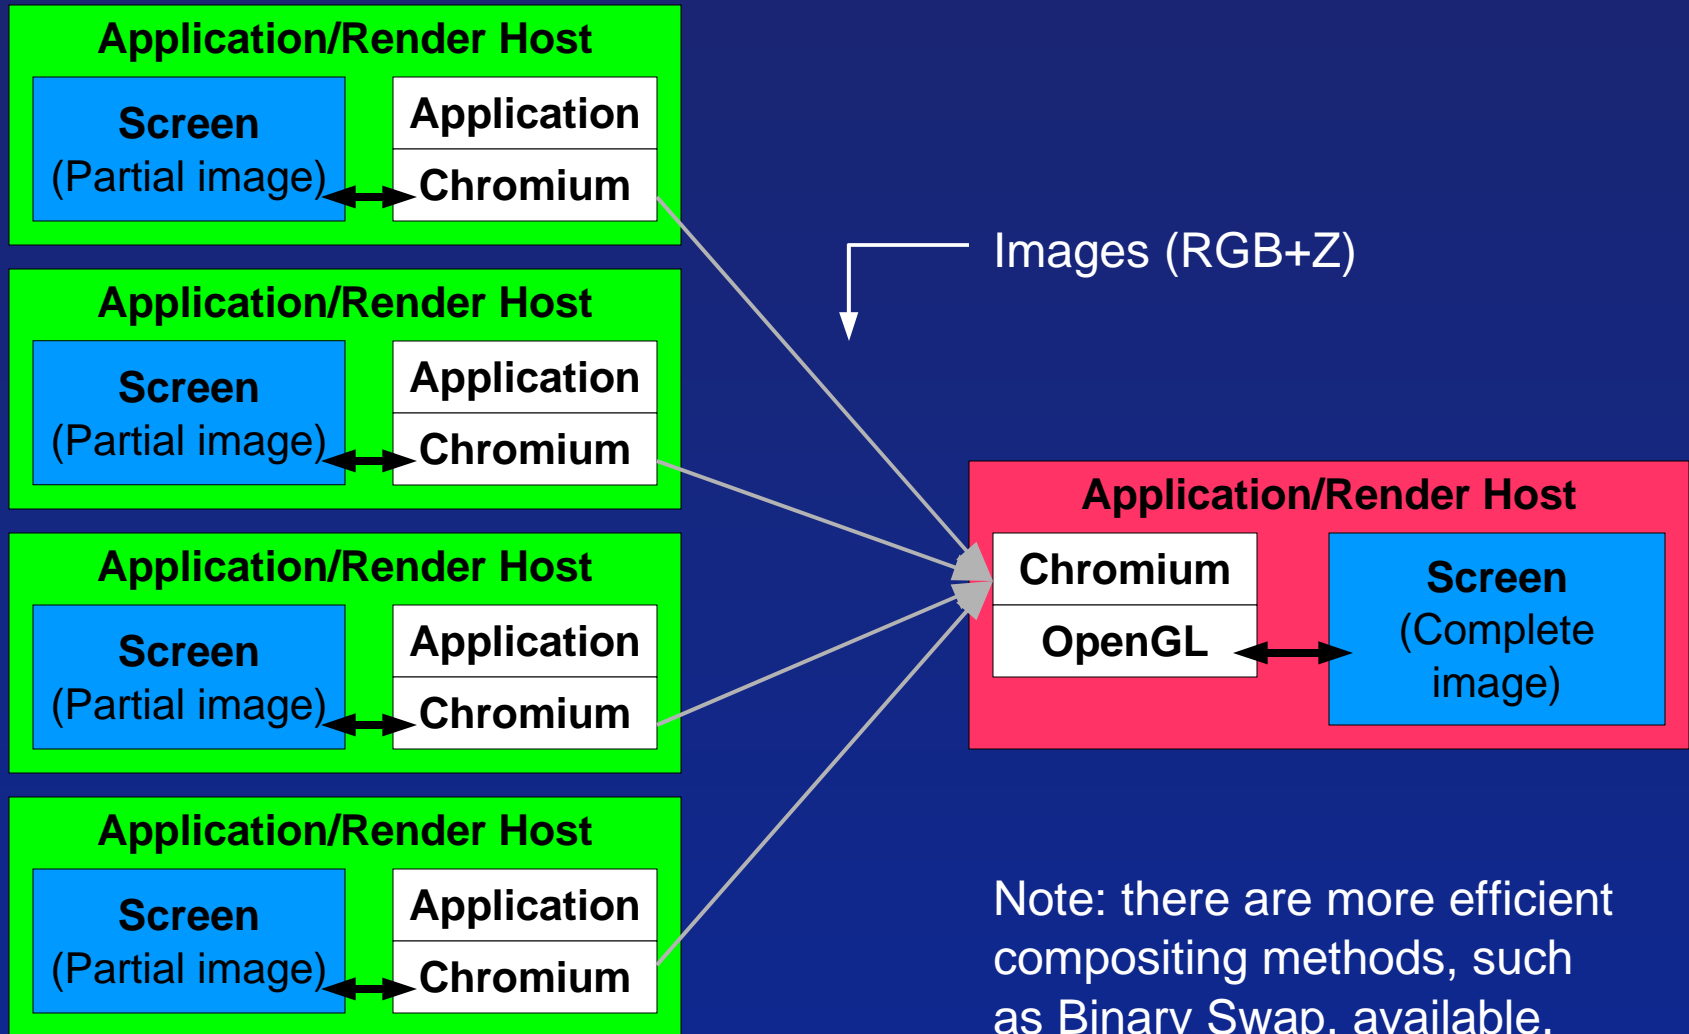 Application/Render Host
Screen
(Partial image)
Application
Chromium
Application/Render Host
Screen
(Partial image)
Application
Chromium
Application/Render Host
Screen
(Partial image)
Application
Chromium
Application/Render Host
Screen
(Partial image)
Application
Chromium
Images (RGB+Z)
Application/Render Host
Chromium
OpenGL
Screen
(Complete
image)
Note: there are more efficient
compositing methods, such
as Binary Swap, available.